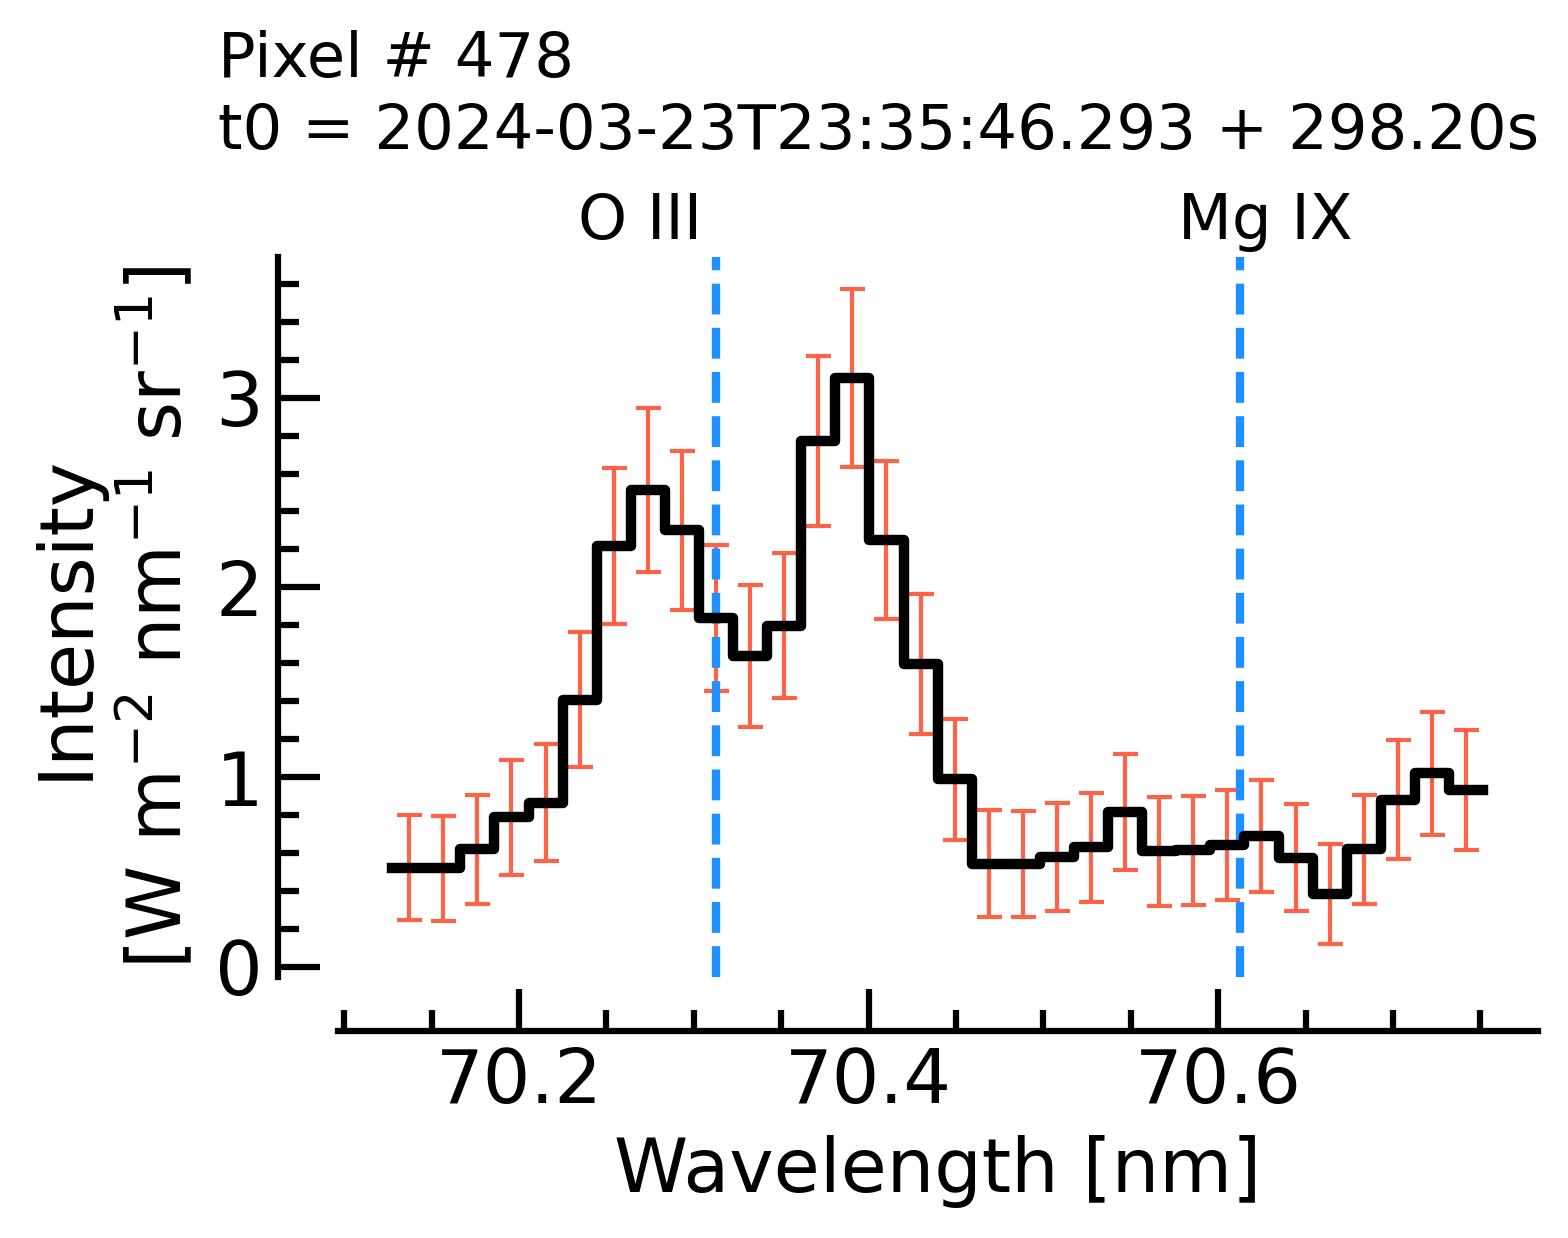 Pixel # 478
t0 = 2024-03-23T23:35:46.293 + 298.20s
O III
Mg IX
Intensity
[W m⁻² nm⁻¹ sr⁻¹]
3
2
1
0
70.2
70.4
70.6
Wavelength [nm]